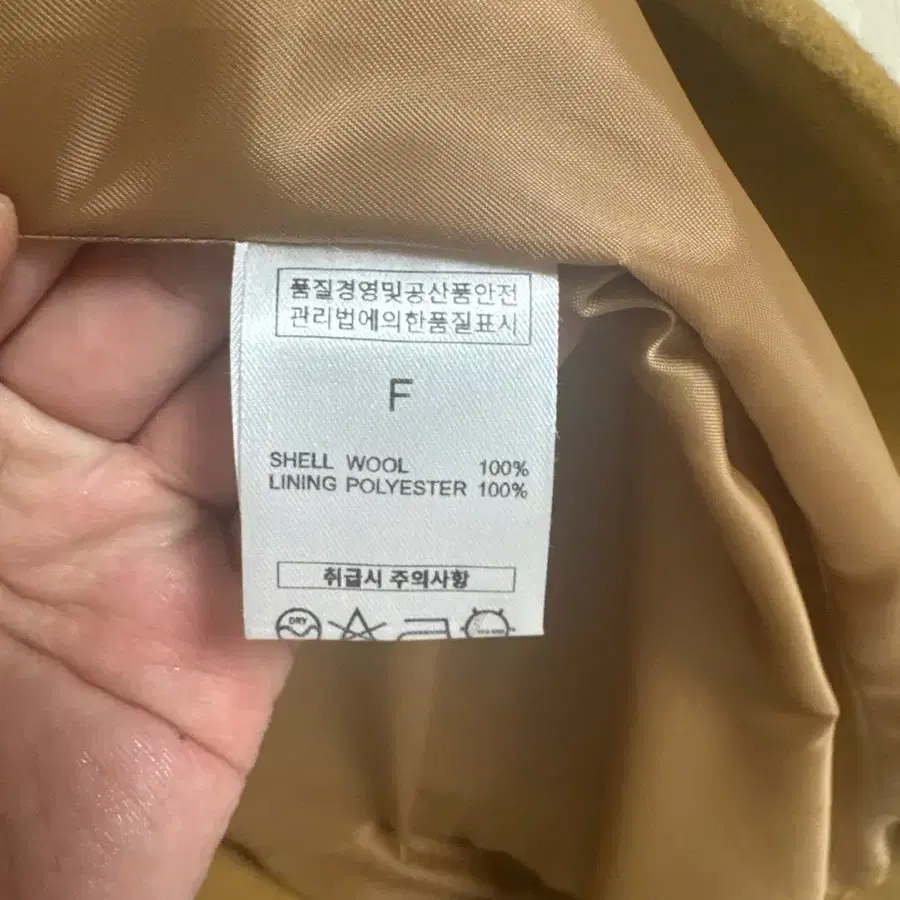 품질경영및공산품안전
관리법에의한품질표시
F
SHELL WOOL 100%
LINING POLYESTER 100%
취급시 주의사항
DRY